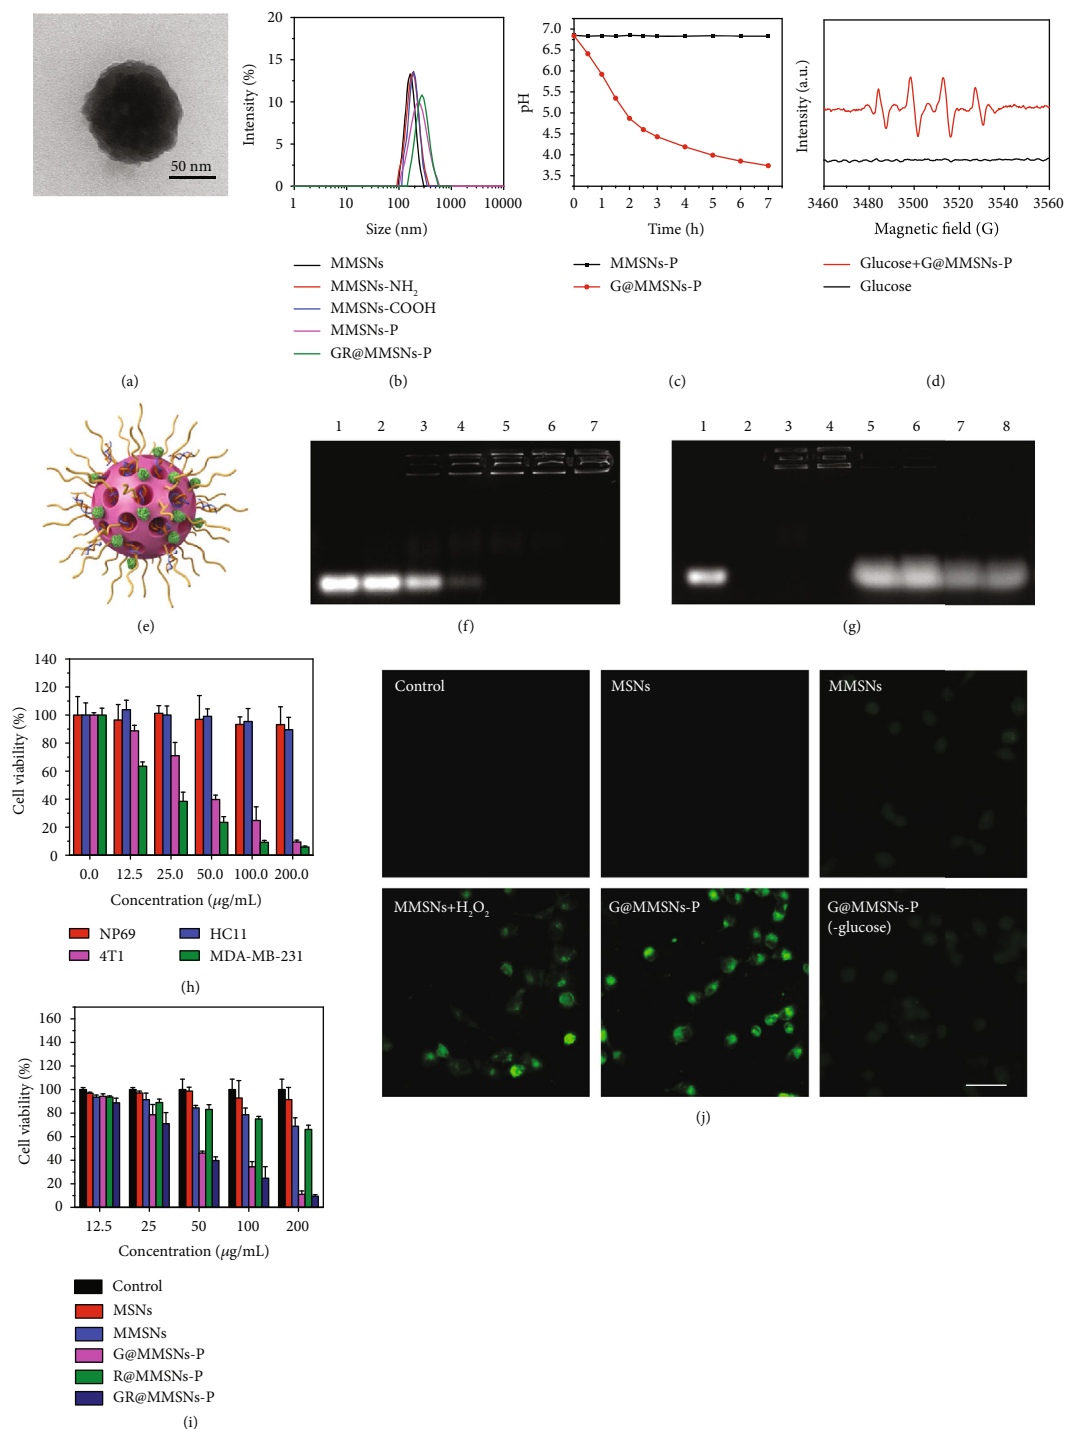 50 nm
(a)
20
15
10
5
0
Intensity (%)
1 10 100 1000 10000
Size (nm)
MMSNs
MMSNs-NH₂
MMSNs-COOH
MMSNs-P
GR@MMSNs-P
(b)
7.0
6.5
6.0
5.5
5.0
4.5
4.0
3.5
pH
0 1 2 3 4 5 6 7
Time (h)
MMSNs-P
G@MMSNs-P
(c)
Intensity (a.u.)
3460 3480 3500 3520 3540 3560
Magnetic field (G)
Glucose+G@MMSNs-P
Glucose
(d)
(e)
1 2 3 4 5 6 7
(f)
1 2 3 4 5 6 7 8
(g)
140
120
100
80
60
40
20
0
Cell viability (%)
0.0 12.5 25.0 50.0 100.0 200.0
Concentration (μg/mL)
NP69 HC11
4T1 MDA-MB-231
(h)
160
140
120
100
80
60
40
20
0
Cell viability (%)
12.5 25 50 100 200
Concentration (μg/mL)
Control
MSNs
MMSNs
G@MMSNs-P
R@MMSNs-P
GR@MMSNs-P
(i)
Control MSNs MMSNs
MMSNs+H₂O₂ G@MMSNs-P G@MMSNs-P
(-glucose)
(j)